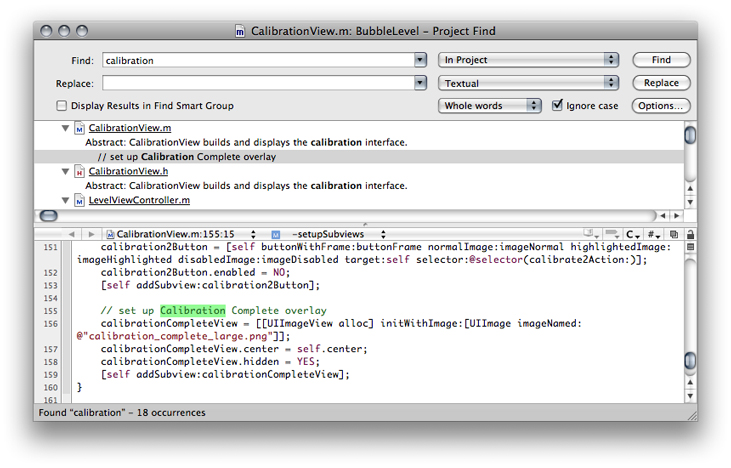 CalibrationView.m: BubbleLevel – Project Find
Find: calibration In Project Find
Replace: Textual Replace
Display Results in Find Smart Group Whole words Ignore case Options...
CalibrationView.m
Abstract: CalibrationView builds and displays the calibration interface.
// set up Calibration Complete overlay
CalibrationView.h
Abstract: CalibrationView builds and displays the calibration interface.
LevelViewController.m
CalibrationView.m:155:15 M -setupSubviews C #
151 calibration2Button = [self buttonWithFrame:buttonFrame normalImage:imageNormal highlightedImage:
imageHighlighted disabledImage:imageDisabled target:self selector:@selector(calibrate2Action:)];
152 calibration2Button.enabled = NO;
153 [self addSubview:calibration2Button];
154
155 // set up Calibration Complete overlay
156 calibrationCompleteView = [[UIImageView alloc] initWithImage:[UIImage imageNamed:
@"calibration_complete_large.png"]];
157 calibrationCompleteView.center = self.center;
158 calibrationCompleteView.hidden = YES;
159 [self addSubview:calibrationCompleteView];
160 }
161
Found “calibration” – 18 occurrences